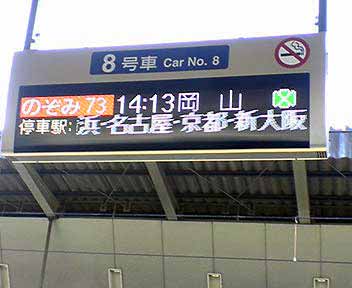 8号車 Car No. 8
のぞみ 73 14:13 岡 山
停車駅: 浜-名古屋-京都-新大阪